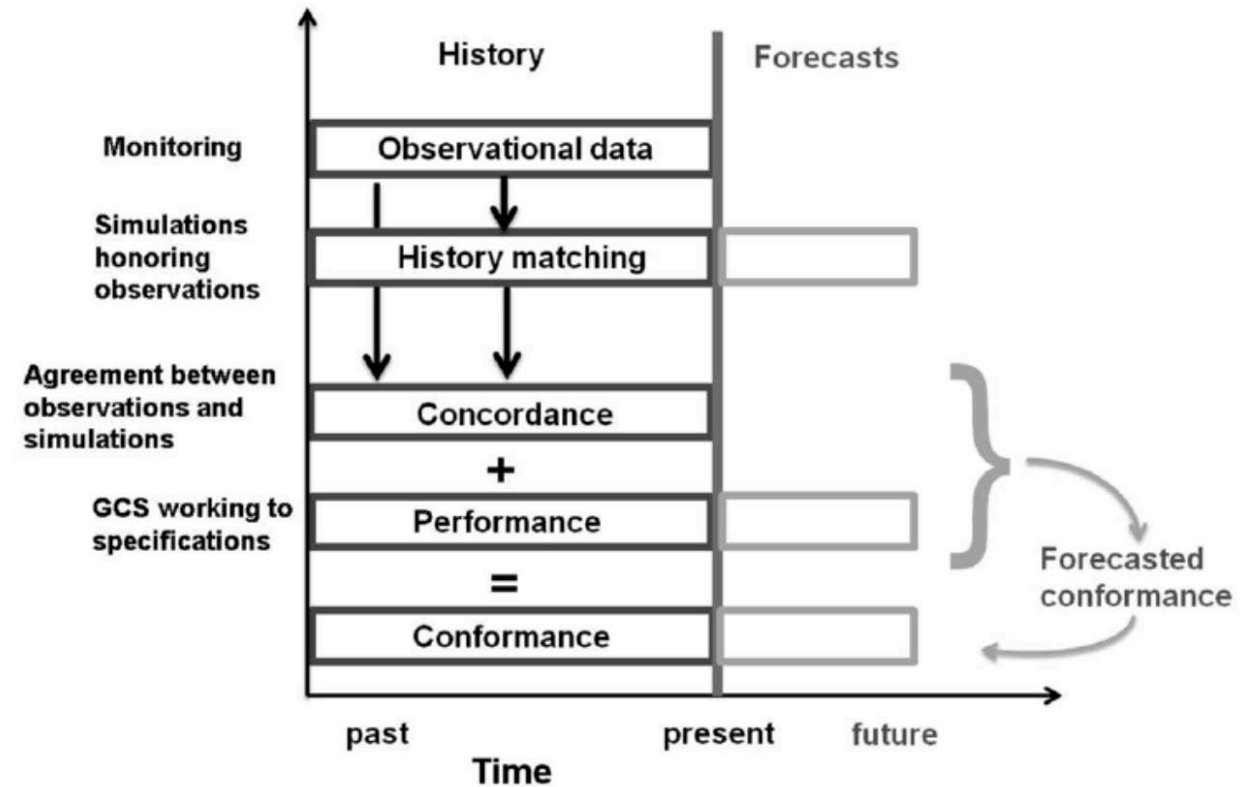 History
Forecasts
Monitoring
Observational data
Simulations
honoring
observations
History matching
Agreement between
observations and
simulations
Concordance
+
GCS working to
specifications
Performance
=
Forecasted
conformance
Conformance
past
present
future
Time